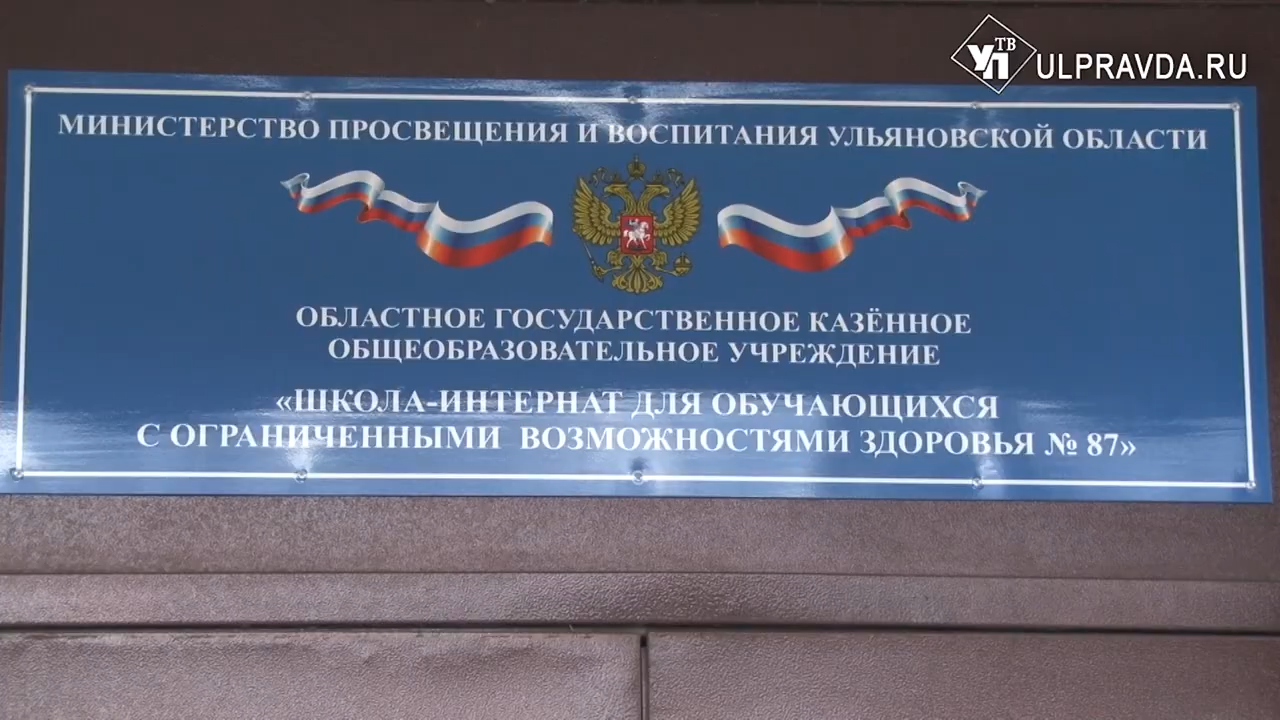 УП ТВ ULPRAVDA.RU
МИНИСТЕРСТВО ПРОСВЕЩЕНИЯ И ВОСПИТАНИЯ УЛЬЯНОВСКОЙ ОБЛАСТИ
ОБЛАСТНОЕ ГОСУДАРСТВЕННОЕ КАЗЁННОЕ
ОБЩЕОБРАЗОВАТЕЛЬНОЕ УЧРЕЖДЕНИЕ
«ШКОЛА-ИНТЕРНАТ ДЛЯ ОБУЧАЮЩИХСЯ
С ОГРАНИЧЕННЫМИ ВОЗМОЖНОСТЯМИ ЗДОРОВЬЯ № 87»